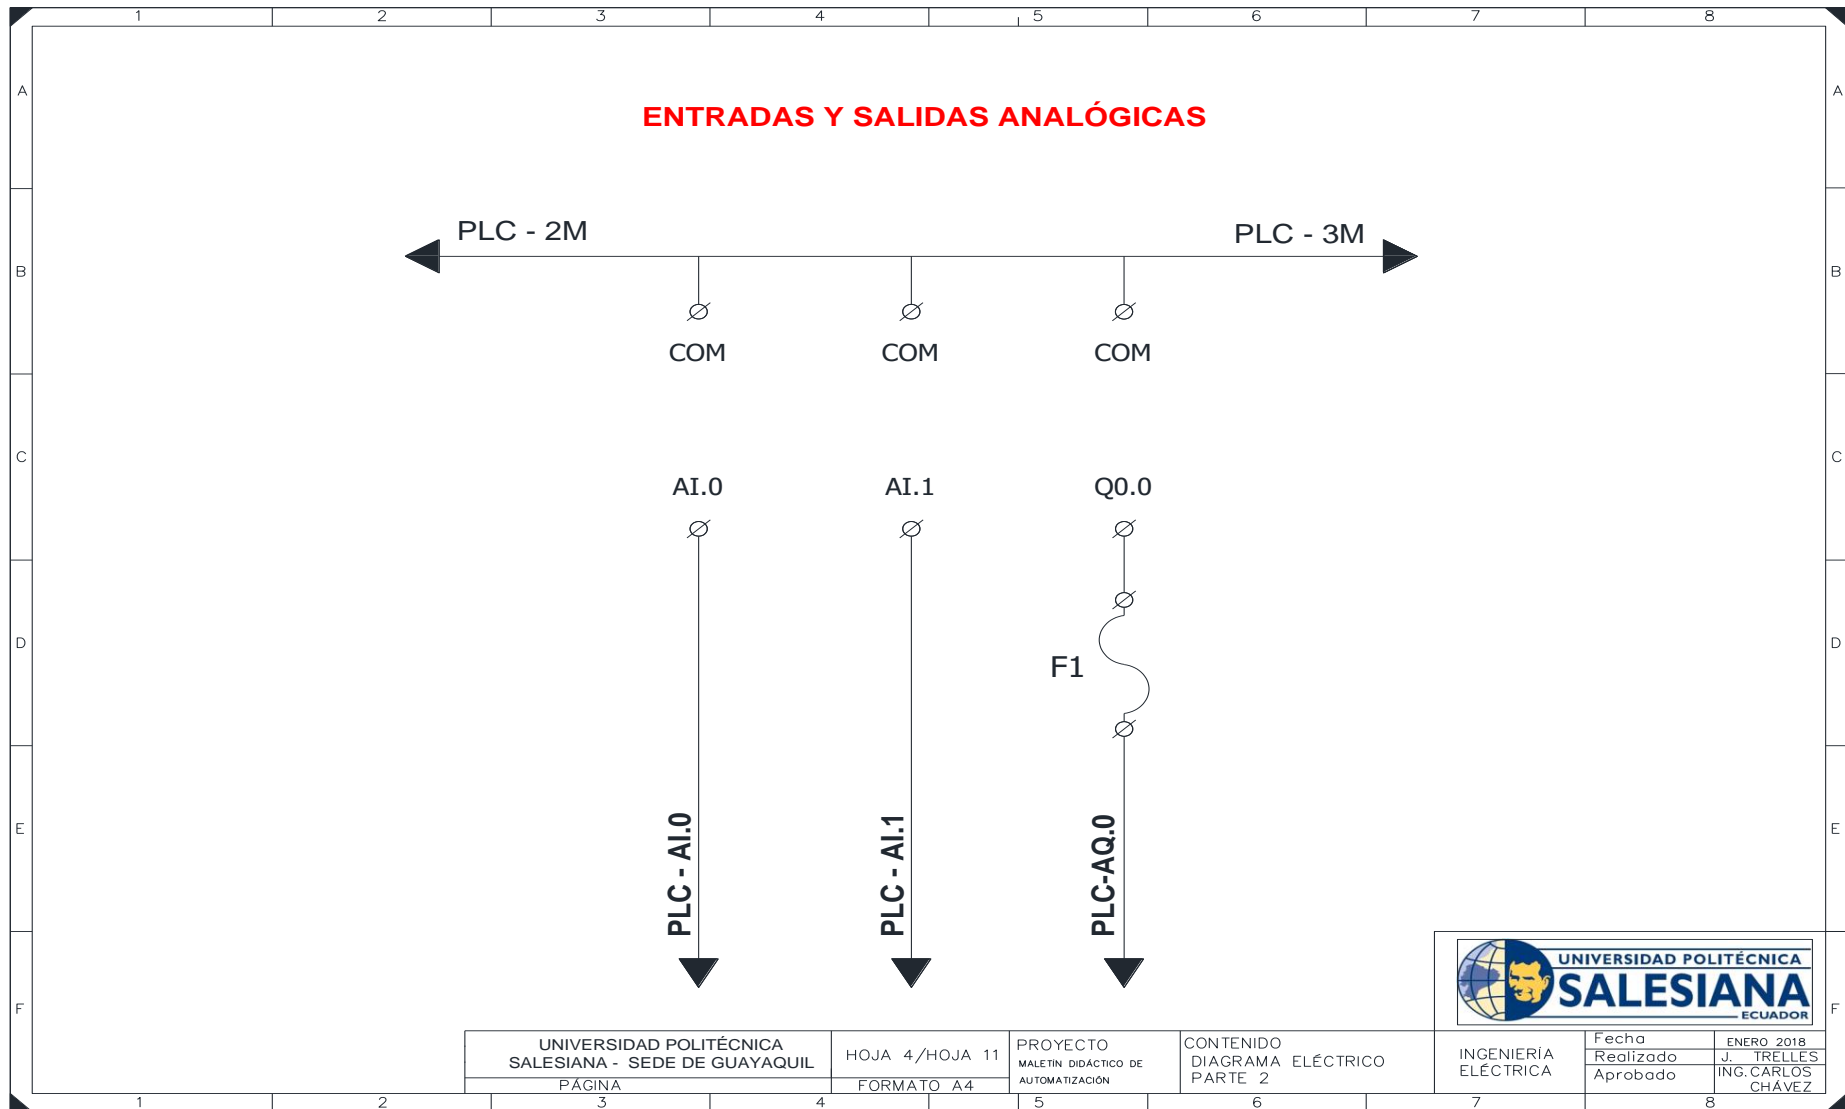 1 2 3 4 5 6 7 8
A A
ENTRADAS Y SALIDAS ANALÓGICAS
PLC - 2M PLC - 3M
B B
COM COM COM
C C
AI.0 AI.1 Q0.0
D D
F1
E E
PLC - AI.0
PLC - AI.1
PLC-AQ.0
F F
UNIVERSIDAD POLITÉCNICA
SALESIANA
ECUADOR
UNIVERSIDAD POLITÉCNICA
SALESIANA - SEDE DE GUAYAQUIL
PÁGINA
HOJA 4/HOJA 11
FORMATO A4
PROYECTO
MALETÍN DIDÁCTICO DE
AUTOMATIZACIÓN
CONTENIDO
DIAGRAMA ELÉCTRICO
PARTE 2
INGENIERÍA
ELÉCTRICA
Fecha ENERO 2018
Realizado J. TRELLES
Aprobado ING.CARLOS
CHÁVEZ
1 2 3 4 5 6 7 8